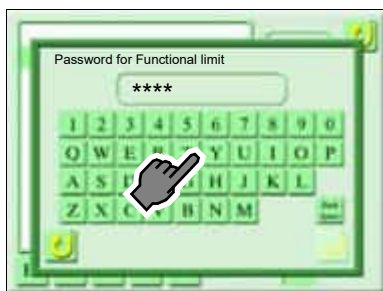 Password for Functional limit
****
1 2 3 4 5 6 7 8 9 0
Q W E R T Y U I O P
A S D G H J K L
Z X C V B N M